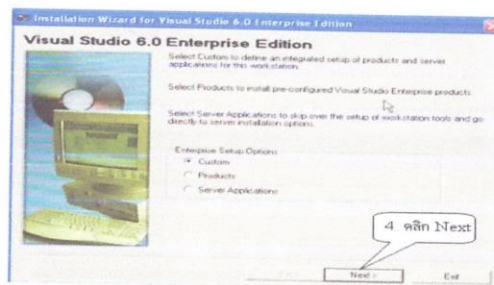 Installation Wizard for Visual Studio 6.0 Enterprise Edition
Visual Studio 6.0 Enterprise Edition
Select Custom to define an integrated setup of products and server
applications for this workstation.
Select Products to install pre-configured Visual Studio Enterprise products.
Select Server Applications to skip over the setup of workstation tools and go
directly to server installation options.
Enterprise Setup Options
Custom
Products
Server Applications
4 คลิก Next
Next >
Exit